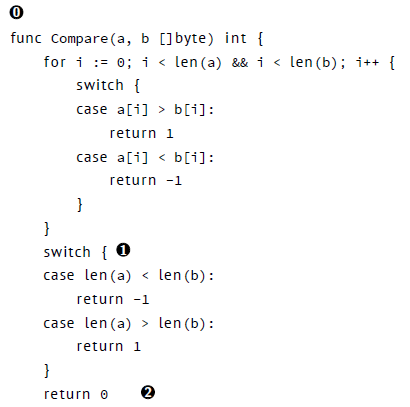 ⓿
func Compare(a, b []byte) int {
    for i := 0; i < len(a) && i < len(b); i++ {
        switch {
        case a[i] > b[i]:
            return 1
        case a[i] < b[i]:
            return -1
        }
    }
    switch { ❶
    case len(a) < len(b):
        return -1
    case len(a) > len(b):
        return 1
    }
    return 0    ❷